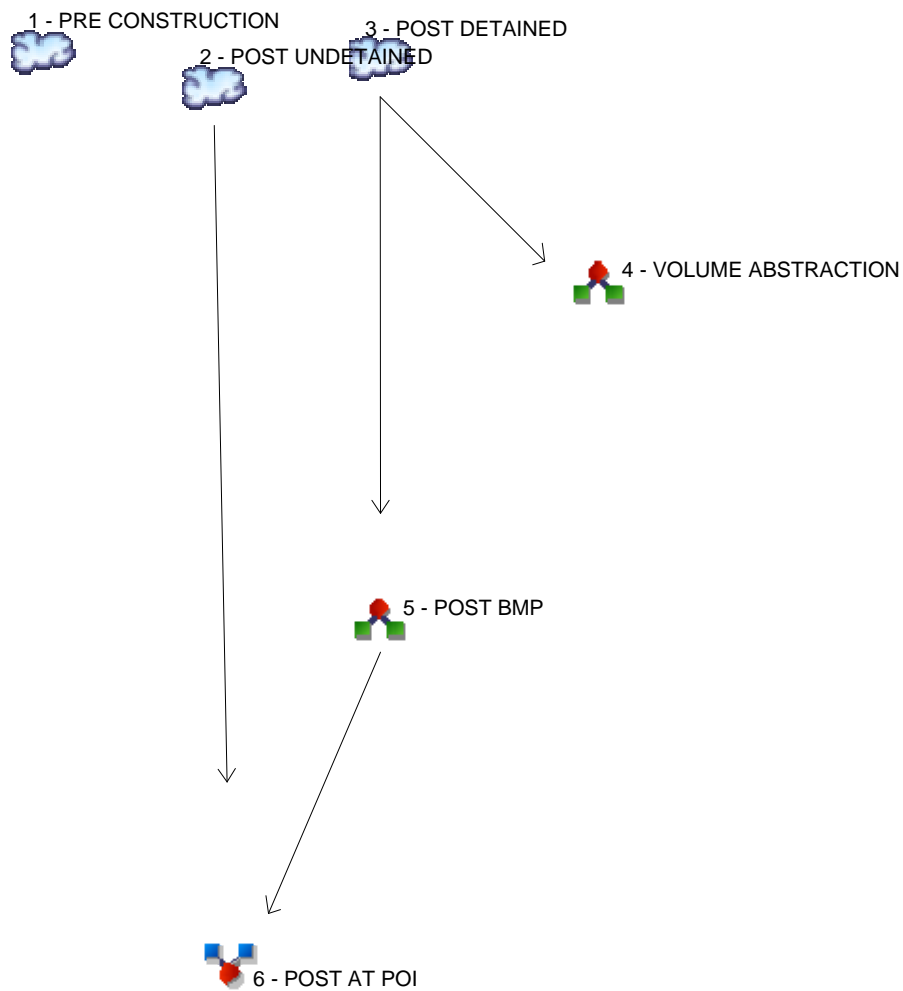 1 - PRE CONSTRUCTION
3 - POST DETAINED
2 - POST UNDETAINED
4 - VOLUME ABSTRACTION
5 - POST BMP
6 - POST AT POI